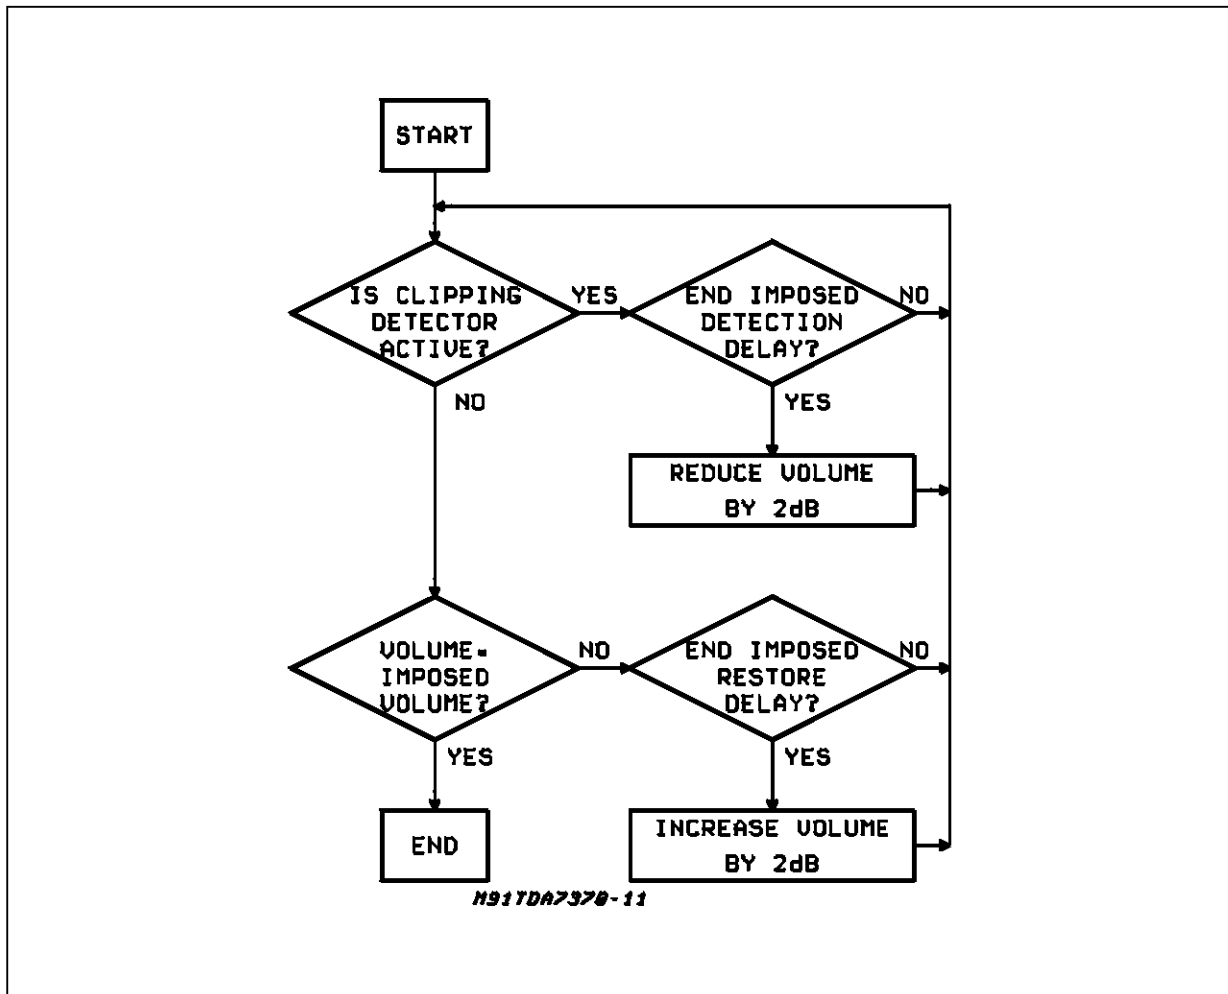 START
IS CLIPPING
DETECTOR
ACTIVE?
YES
END IMPOSED
DETECTION
DELAY?
NO
NO
YES
REDUCE VOLUME
BY 2dB
VOLUME=
IMPOSED
VOLUME?
NO
END IMPOSED
RESTORE
DELAY?
NO
YES
YES
END
INCREASE VOLUME
BY 2dB
M91TDA7370-11